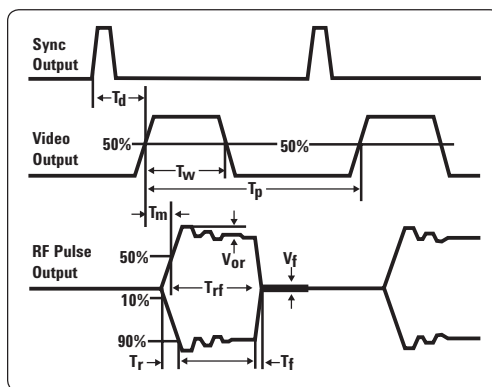 Sync
Output
Td
Video
Output
50%
50%
Tw
Tp
Tm
RF Pulse
Output
50%
Vor
Vf
Trf
10%
90%
Tr
Tf